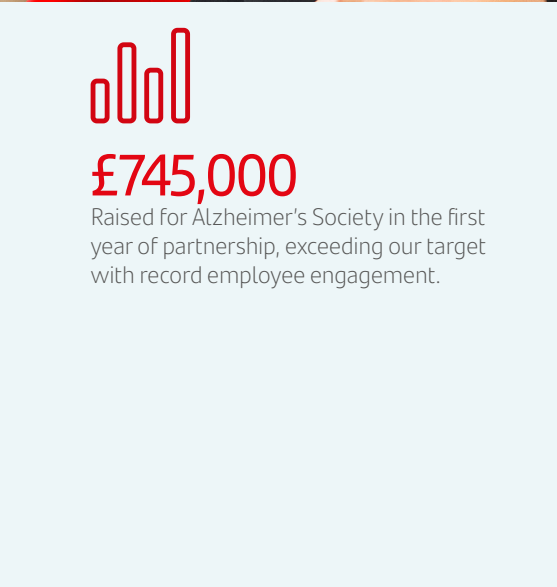 £745,000
Raised for Alzheimer's Society in the first
year of partnership, exceeding our target
with record employee engagement.